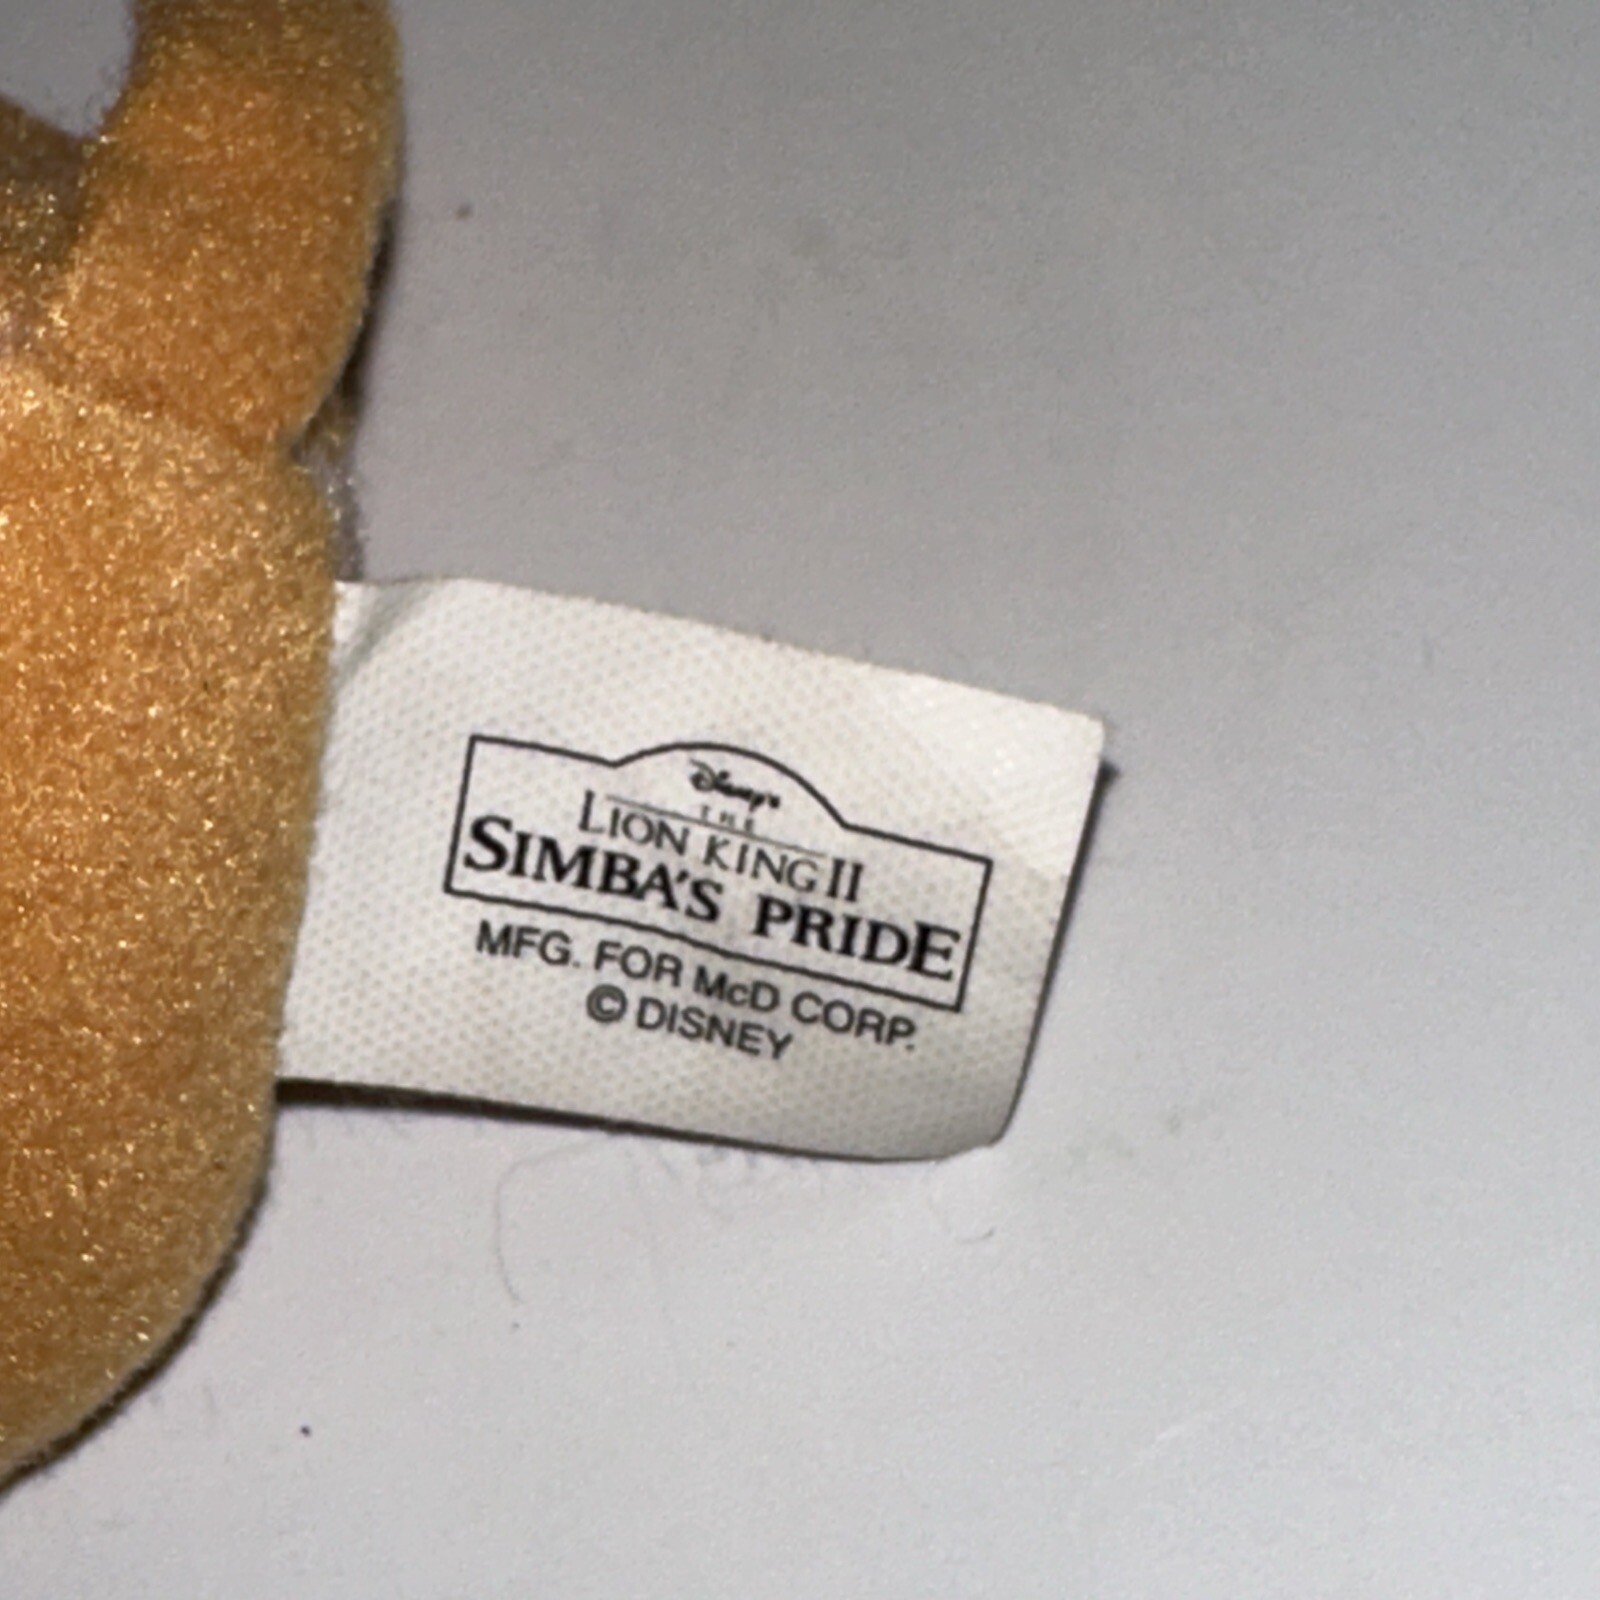 Disney's
THE
LION KING II
SIMBA'S PRIDE
MFG. FOR McD CORP.
© DISNEY